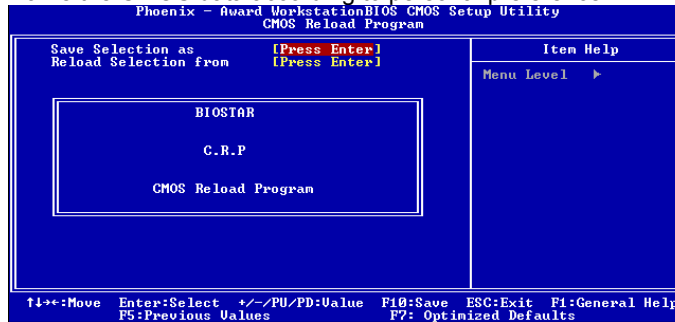 Phoenix - Award WorkstationBIOS CMOS Setup Utility
CMOS Reload Program
Save Selection as [Press Enter]
Reload Selection from [Press Enter]
Item Help
Menu Level ►
BIOSTAR
C.R.P
CMOS Reload Program
↑↓→←:Move Enter:Select +/-/PU/PD:Value F10:Save ESC:Exit F1:General Help
F5:Previous Values F7: Optimized Defaults